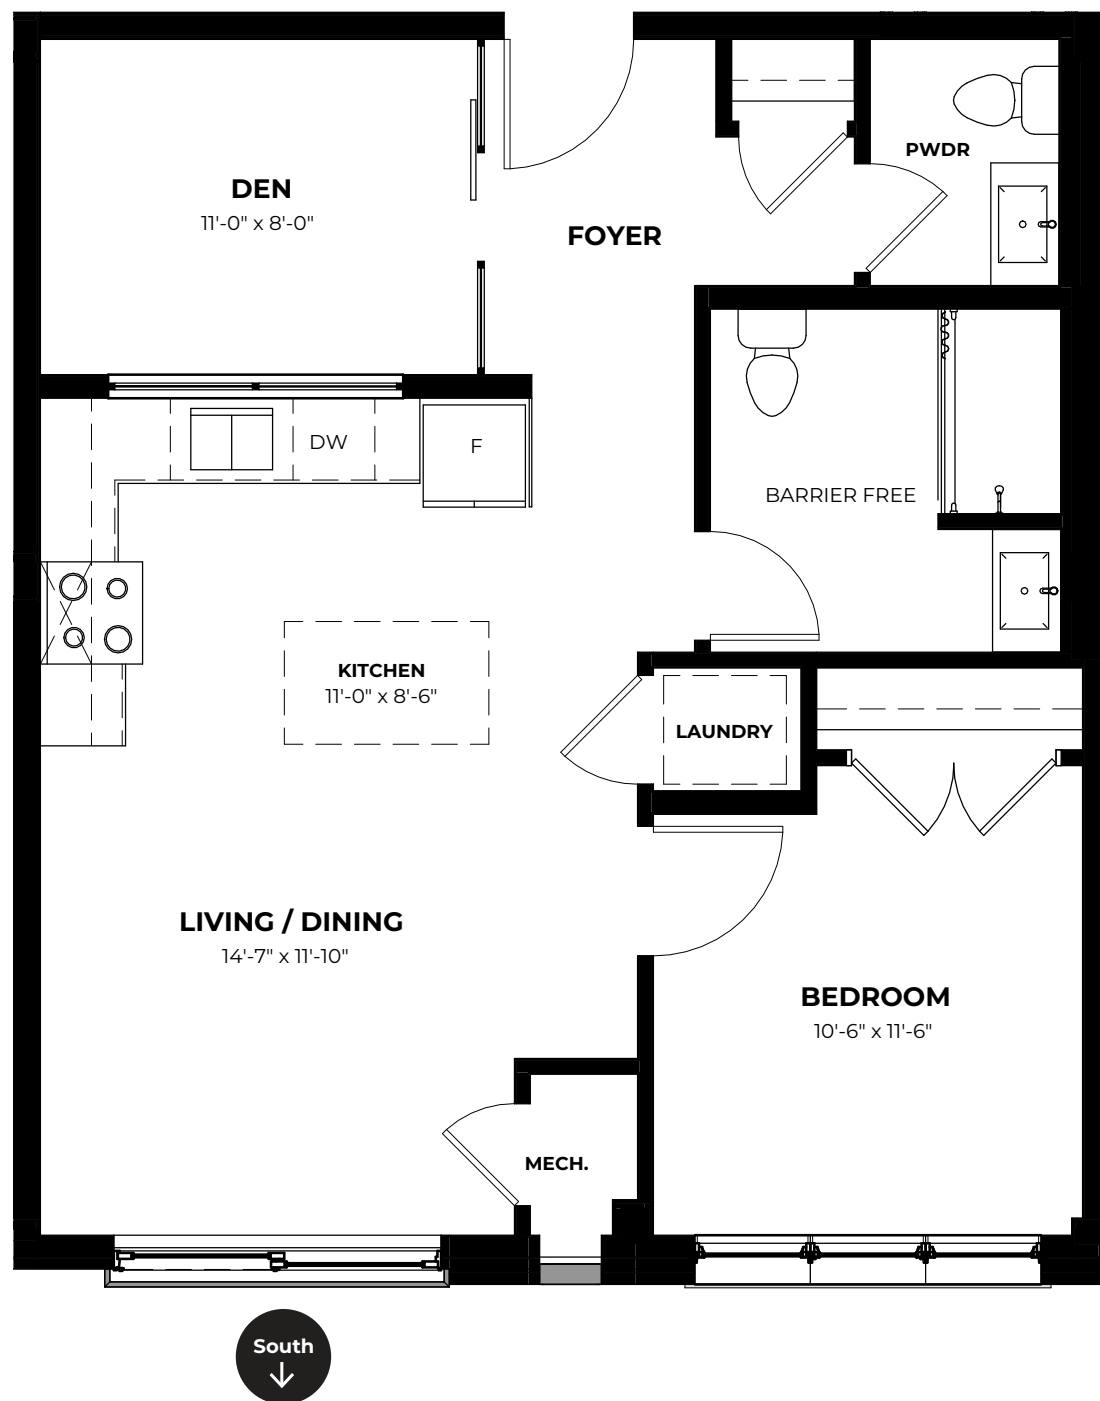 PWDR
DEN
11'-0" x 8'-0"
FOYER
DW
F
BARRIER FREE
KITCHEN
11'-0" x 8'-6"
LAUNDRY
LIVING / DINING
14'-7" x 11'-10"
BEDROOM
10'-6" x 11'-6"
MECH.
South